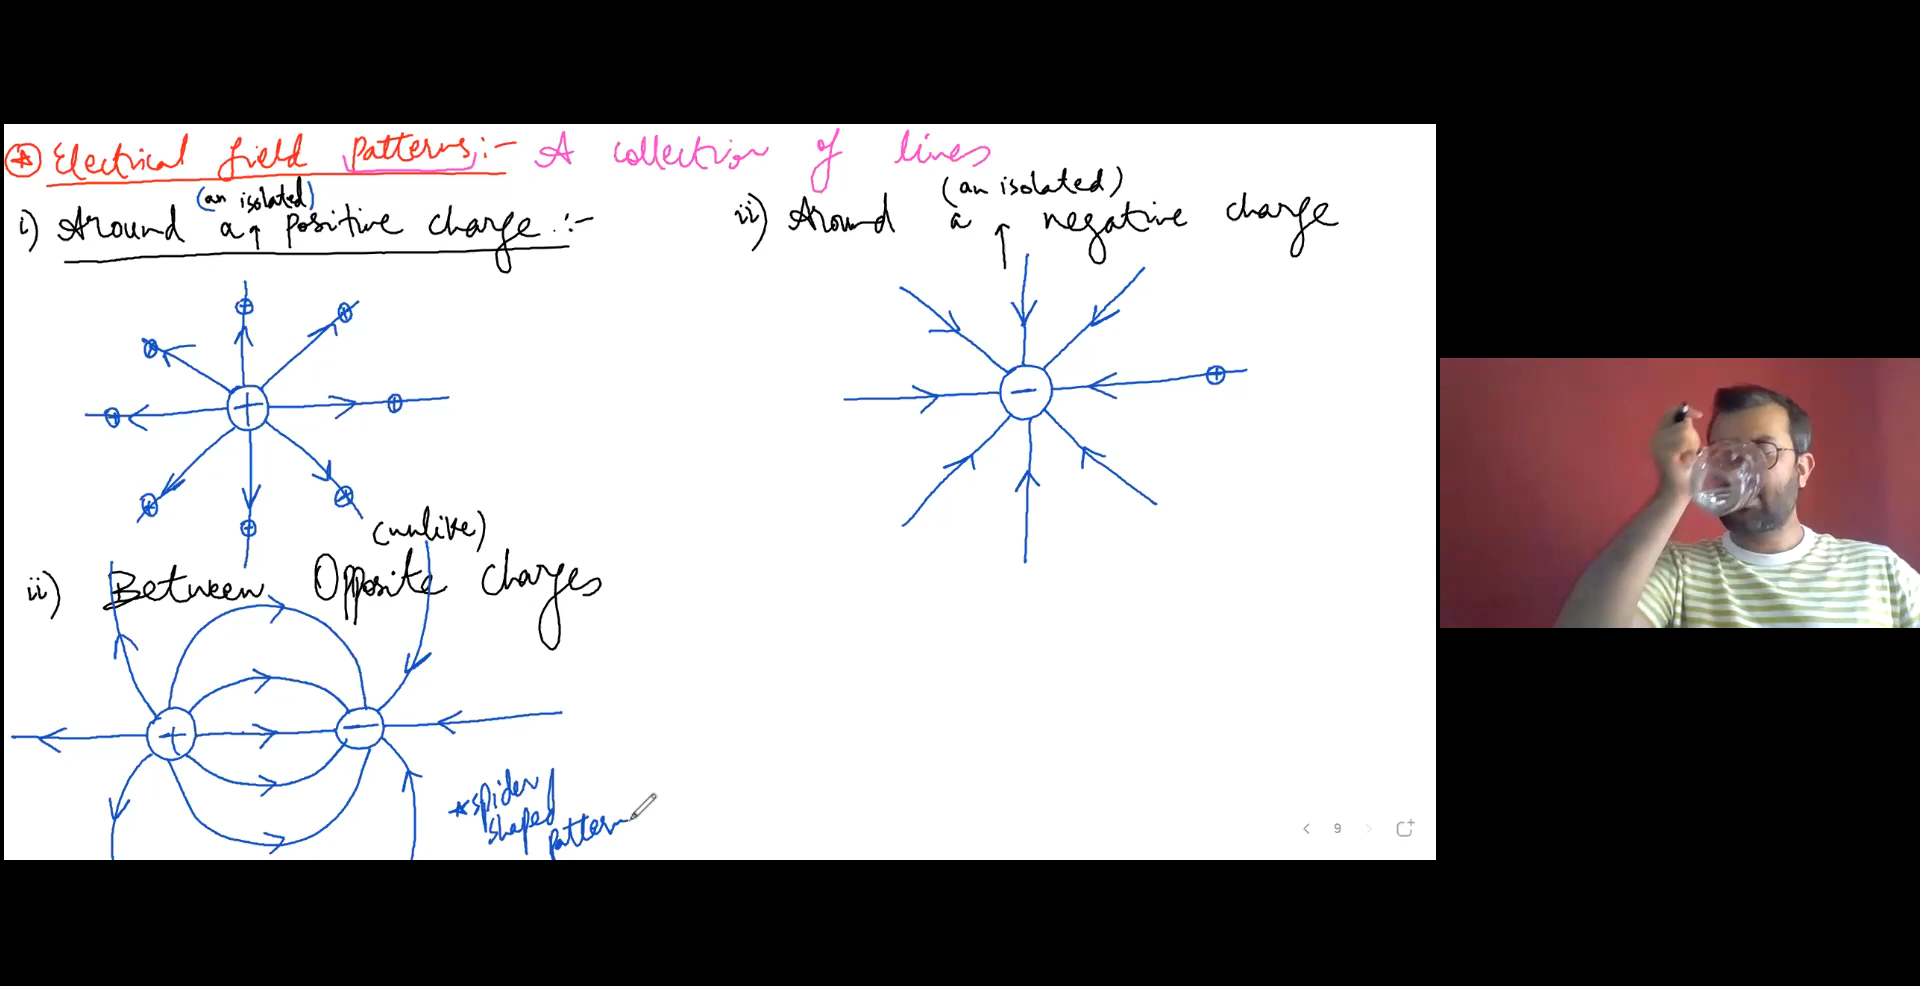 Electrical field patterns:- A collection of lines
(an isolated)
i) Around a positive charge :-
(an isolated)
ii) Around a negative charge
(unlike)
ii) Between Opposite charges
*spider
shaped
pattern
9